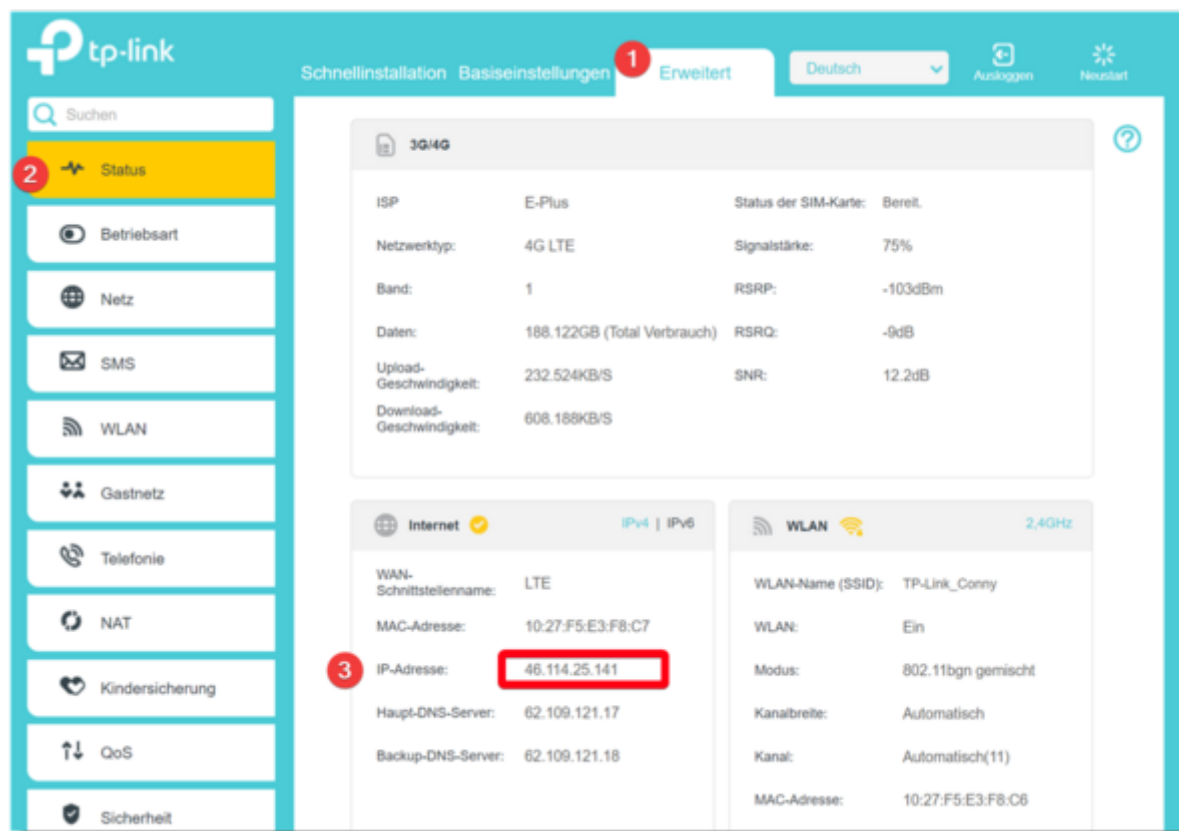 tp-link
Schnellinstallation Basiseinstellungen 1 Erweitert Deutsch Ausloggen Neustart
Suchen
2 Status
Betriebsart
Netz
SMS
WLAN
Gastnetz
Telefonie
NAT
Kindersicherung
QoS
Sicherheit
3G/4G ?
ISP E-Plus Status der SIM-Karte: Bereit.
Netzwerktyp: 4G LTE Signalstärke: 75%
Band: 1 RSRP: -103dBm
Daten: 188.122GB (Total Verbrauch) RSRQ: -9dB
Upload-
Geschwindigkeit: 232.524KB/S SNR: 12.2dB
Download-
Geschwindigkeit: 608.188KB/S
Internet IPv4 | IPv6
WAN-
Schnittstellenname: LTE
MAC-Adresse: 10:27:F5:E3:F8:C7
3 IP-Adresse: 46.114.25.141
Haupt-DNS-Server: 62.109.121.17
Backup-DNS-Server: 62.109.121.18
WLAN 2,4GHz
WLAN-Name (SSID): TP-Link_Conny
WLAN: Ein
Modus: 802.11bgn gemischt
Kanalbreite: Automatisch
Kanal: Automatisch(11)
MAC-Adresse: 10:27:F5:E3:F8:C6